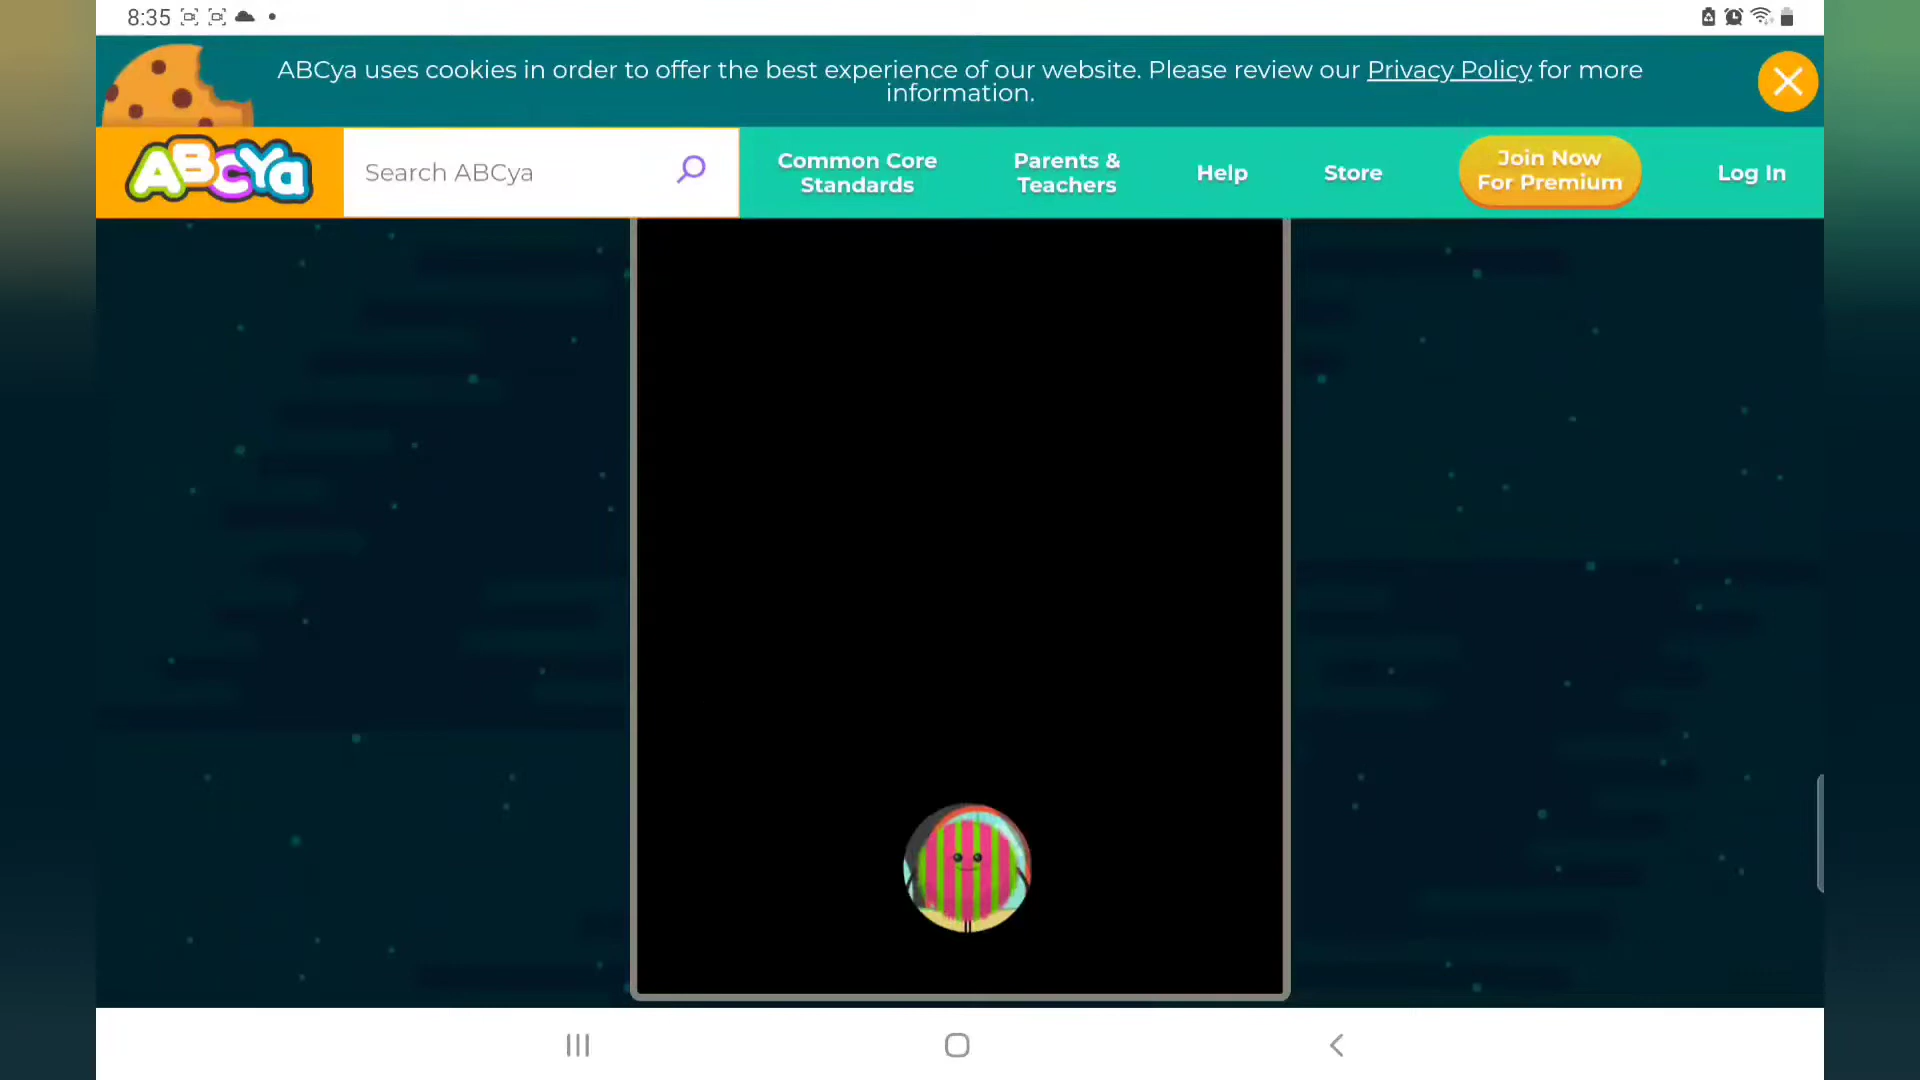 8:35
ABCya uses cookies in order to offer the best experience of our website. Please review our Privacy Policy for more
information.
ABCYa
Search ABCya
Common Core
Standards
Parents &
Teachers
Help
Store
Join Now
For Premium
Log In